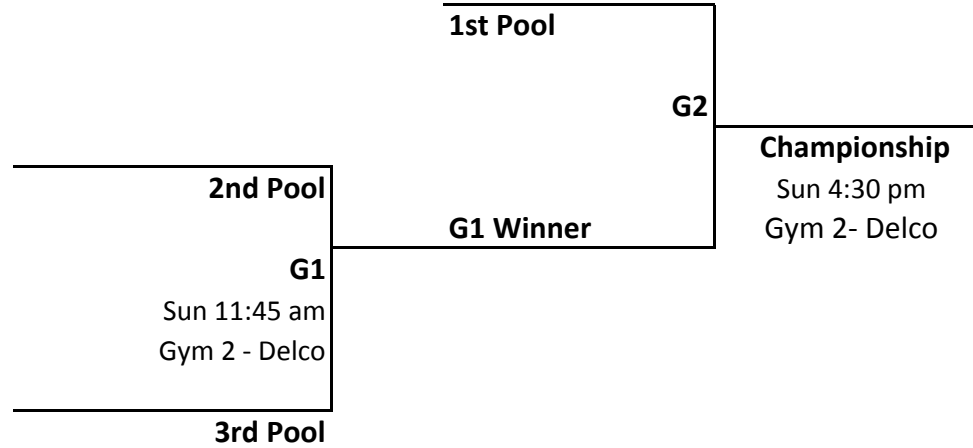 1st Pool
G2
Championship
Sun 4:30 pm
Gym 2- Delco
2nd Pool
G1 Winner
G1
Sun 11:45 am
Gym 2 - Delco
3rd Pool